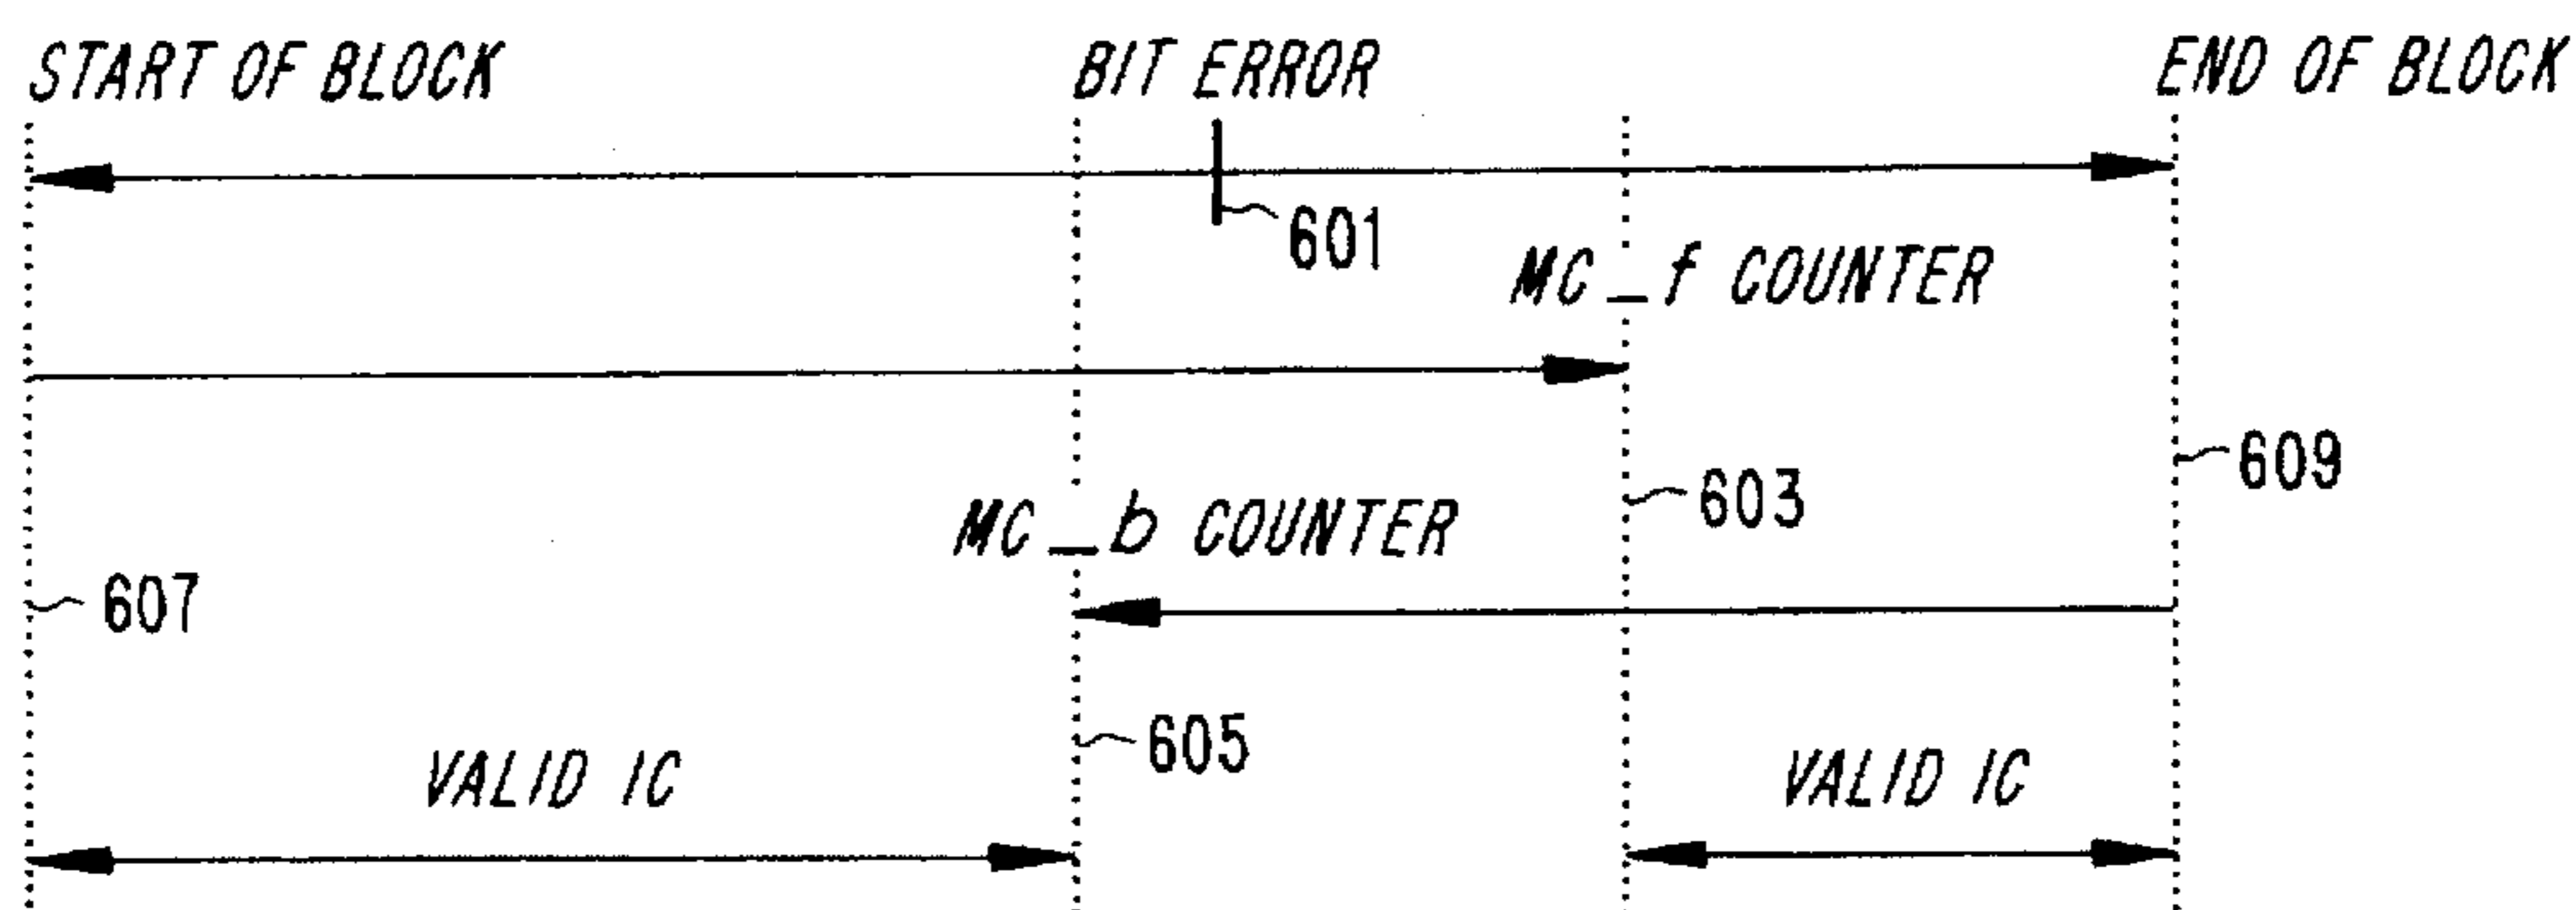 START OF BLOCK
BIT ERROR
END OF BLOCK
601
MC_f COUNTER
609
603
MC_b COUNTER
607
605
VALID IC
VALID IC